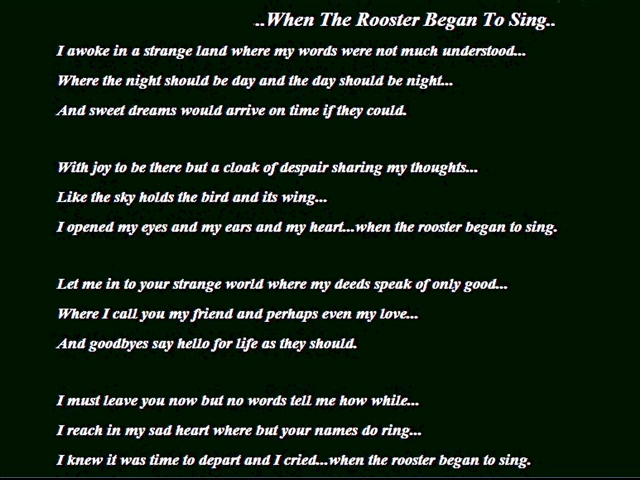 ..When The Rooster Began To Sing..
I awoke in a strange land where my words were not much understood...
Where the night should be day and the day should be night...
And sweet dreams would arrive on time if they could.
With joy to be there but a cloak of despair sharing my thoughts...
Like the sky holds the bird and its wing...
I opened my eyes and my ears and my heart...when the rooster began to sing.
Let me in to your strange world where my deeds speak of only good...
Where I call you my friend and perhaps even my love...
And goodbyes say hello for life as they should.
I must leave you now but no words tell me how while...
I reach in my sad heart where but your names do ring...
I knew it was time to depart and I cried...when the rooster began to sing.